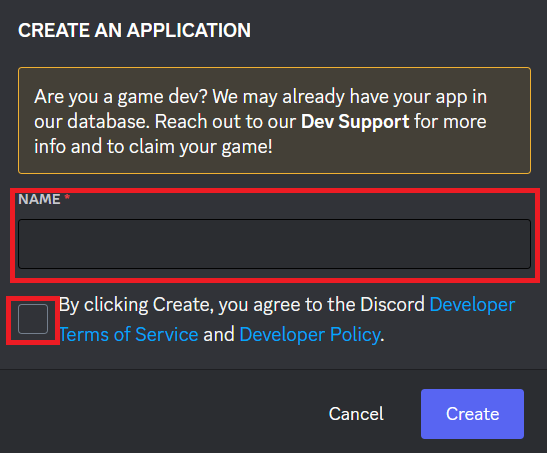 CREATE AN APPLICATION
Are you a game dev? We may already have your app in
our database. Reach out to our Dev Support for more
info and to claim your game!
NAME *
By clicking Create, you agree to the Discord Developer
Terms of Service and Developer Policy.
Cancel Create